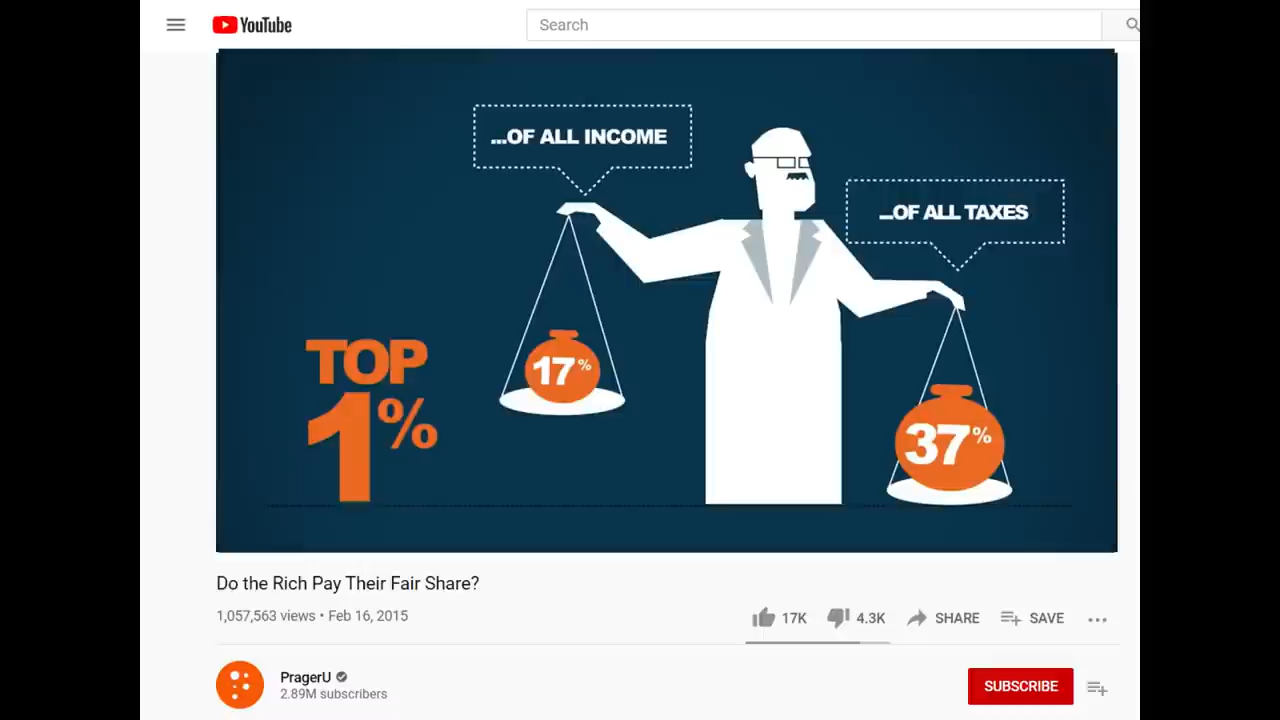 YouTube
Search
...OF ALL INCOME
...OF ALL TAXES
TOP
1%
17%
37%
Do the Rich Pay Their Fair Share?
1,057,563 views • Feb 16, 2015
17K
4.3K
SHARE
SAVE
PragerU
2.89M subscribers
SUBSCRIBE